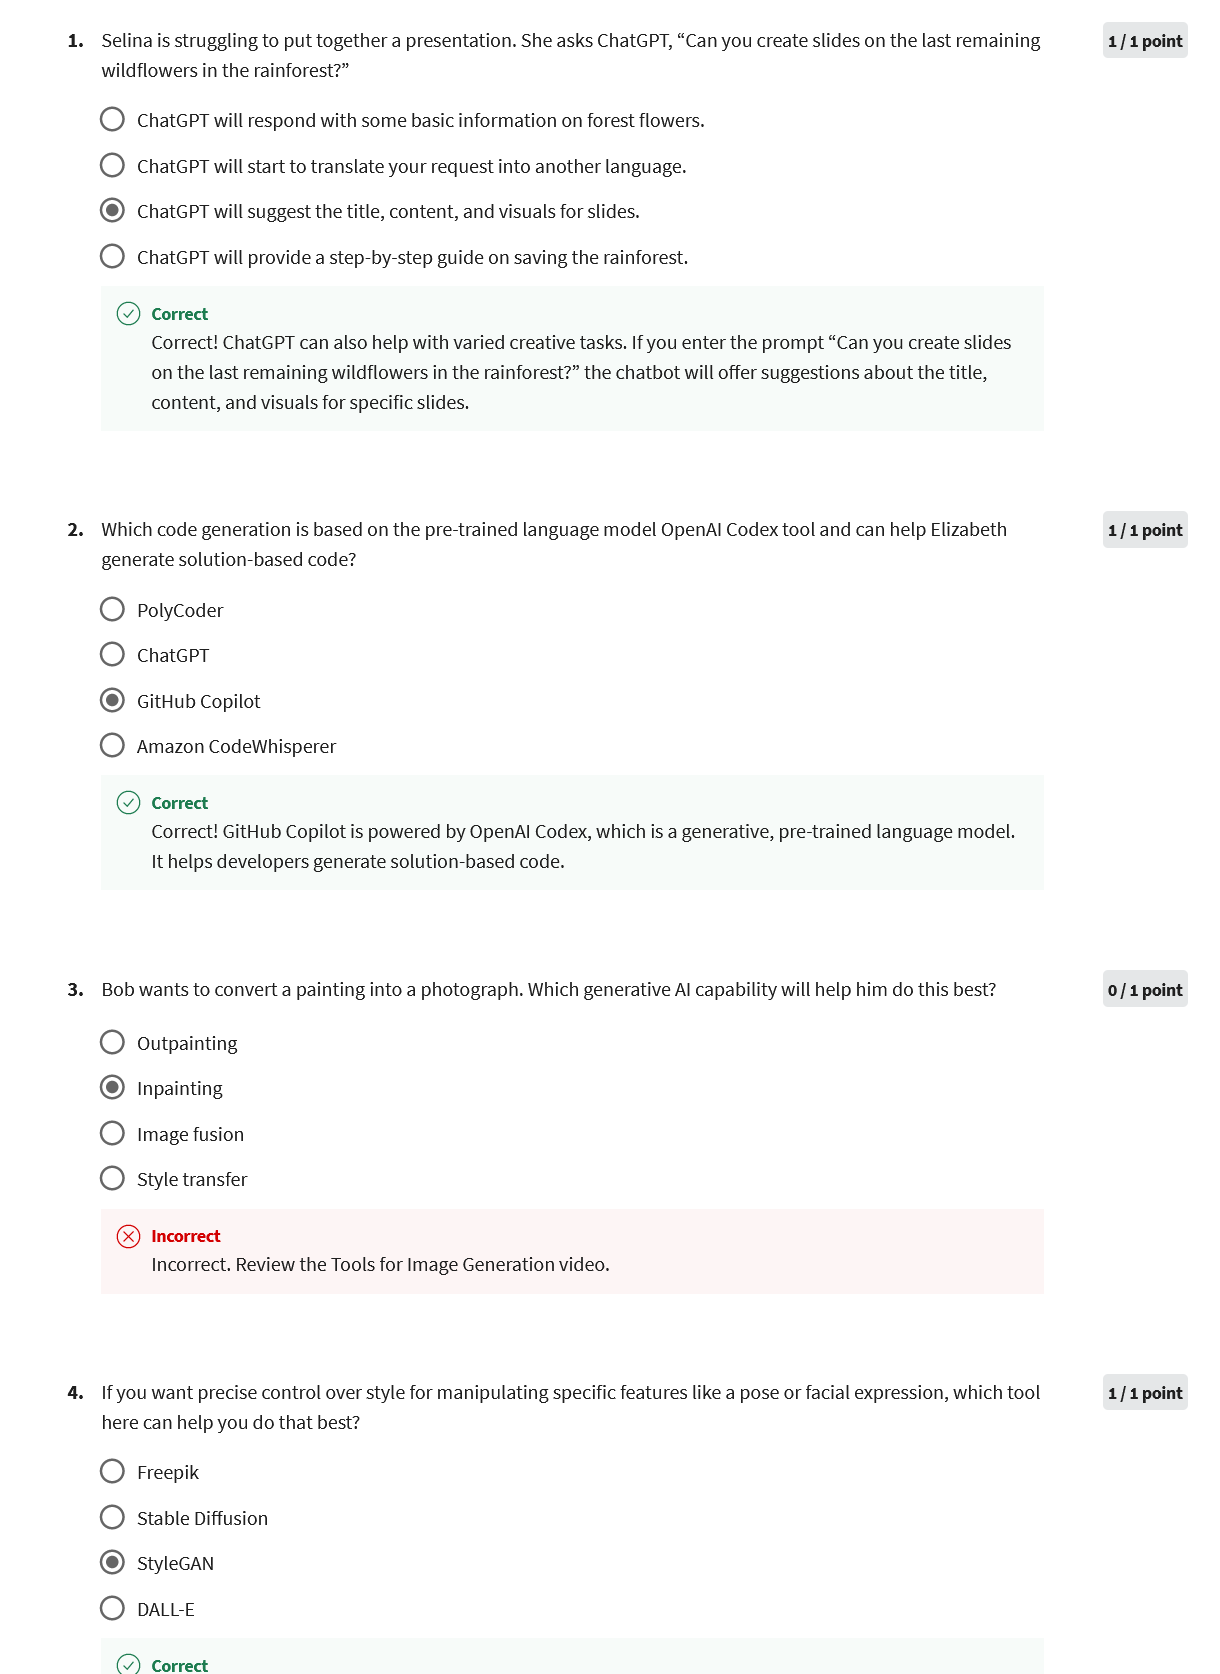 1. Selina is struggling to put together a presentation. She asks ChatGPT, “Can you create slides on the last remaining
wildflowers in the rainforest?”
1 / 1 point
ChatGPT will respond with some basic information on forest flowers.
ChatGPT will start to translate your request into another language.
ChatGPT will suggest the title, content, and visuals for slides.
ChatGPT will provide a step-by-step guide on saving the rainforest.
Correct
Correct! ChatGPT can also help with varied creative tasks. If you enter the prompt “Can you create slides
on the last remaining wildflowers in the rainforest?” the chatbot will offer suggestions about the title,
content, and visuals for specific slides.
2. Which code generation is based on the pre-trained language model OpenAI Codex tool and can help Elizabeth
generate solution-based code?
1 / 1 point
PolyCoder
ChatGPT
GitHub Copilot
Amazon CodeWhisperer
Correct
Correct! GitHub Copilot is powered by OpenAI Codex, which is a generative, pre-trained language model.
It helps developers generate solution-based code.
3. Bob wants to convert a painting into a photograph. Which generative AI capability will help him do this best?
0 / 1 point
Outpainting
Inpainting
Image fusion
Style transfer
Incorrect
Incorrect. Review the Tools for Image Generation video.
4. If you want precise control over style for manipulating specific features like a pose or facial expression, which tool
here can help you do that best?
1 / 1 point
Freepik
Stable Diffusion
StyleGAN
DALL-E
Correct